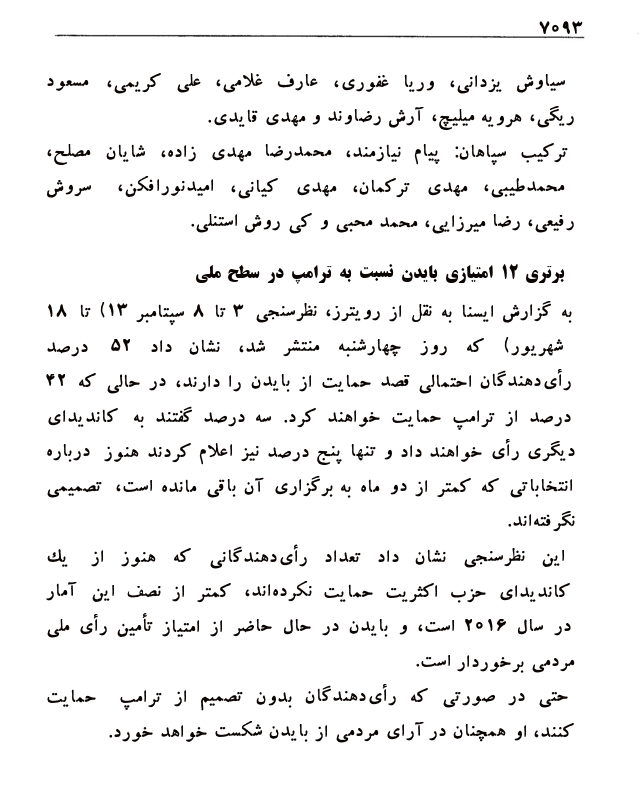 ۷۰۹۳
سیاوش یزدانی، وریا غفوری، عارف غلامی، علی کریمی، مسعود
ریگی، هرویه میلیچ، آرش رضاوند و مهدی قایدی.
ترکیب سپاهان: پیام نیازمند، محمدرضا مهدی زاده، شایان مصلح،
محمدطیبی، مهدی ترکمان، مهدی کیانی، امیدنورافکن، سروش
رفیعی، رضا میرزایی، محمد محبی و کی روش استنلی.
برتری ۱۲ امتیازی بایدن نسبت به ترامپ در سطح ملی
به گزارش ایسنا به نقل از رویترز، نظرسنجی ۳ تا ۸ سپتامبر ۱۳) تا ۱۸
شهریور) که روز چهارشنبه منتشر شد، نشان داد ۵۲ درصد
رأی‌دهندگان احتمالی قصد حمایت از بایدن را دارند، در حالی که ۴۲
درصد از ترامپ حمایت خواهند کرد. سه درصد گفتند به کاندیدای
دیگری رأی خواهند داد و تنها پنج درصد نیز اعلام کردند هنوز درباره
انتخاباتی که کمتر از دو ماه به برگزاری آن باقی مانده است، تصمیمی
نگرفته‌اند.
این نظرسنجی نشان داد تعداد رأی‌دهندگانی که هنوز از یك
کاندیدای حزب اکثریت حمایت نکرده‌اند، کمتر از نصف این آمار
در سال ۲۰۱۶ است، و بایدن در حال حاضر از امتیاز تأمین رأی ملی
مردمی برخوردار است.
حتی در صورتی که رأی‌دهندگان بدون تصمیم از ترامپ حمایت
کنند، او همچنان در آرای مردمی از بایدن شکست خواهد خورد.